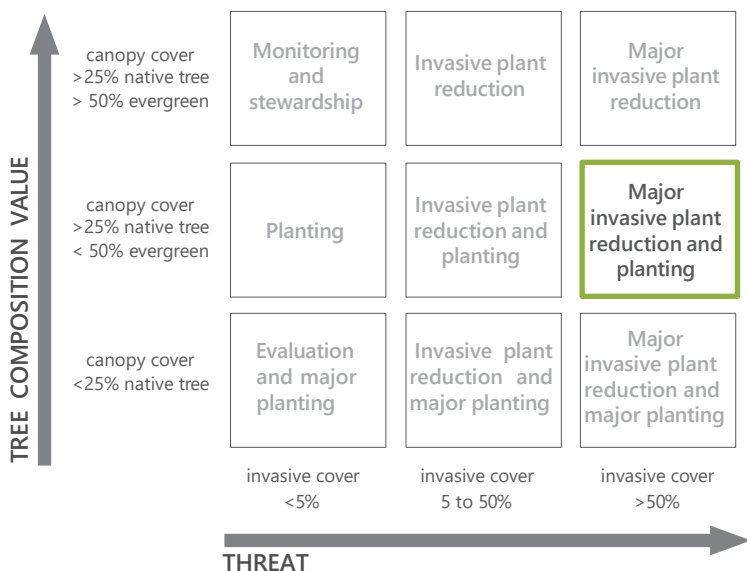 TREE COMPOSITION VALUE
canopy cover
>25% native tree
> 50% evergreen
Monitoring
and
stewardship
Invasive plant
reduction
Major
invasive plant
reduction
canopy cover
>25% native tree
< 50% evergreen
Planting
Invasive plant
reduction and
planting
Major
invasive plant
reduction and
planting
canopy cover
<25% native tree
Evaluation
and major
planting
Invasive plant
reduction and
major planting
Major
invasive plant
reduction and
major planting
invasive cover
<5%
invasive cover
5 to 50%
invasive cover
>50%
THREAT